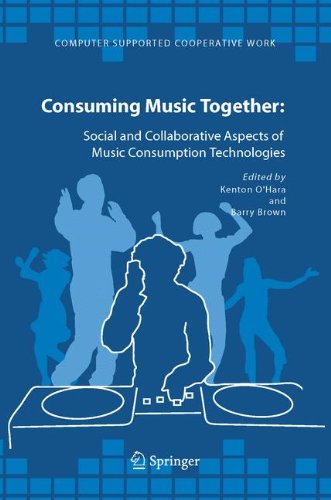 COMPUTER SUPPORTED COOPERATIVE WORK
Consuming Music Together:
Social and Collaborative Aspects of
Music Consumption Technologies
Edited by
Kenton O'Hara
and
Barry Brown
Springer